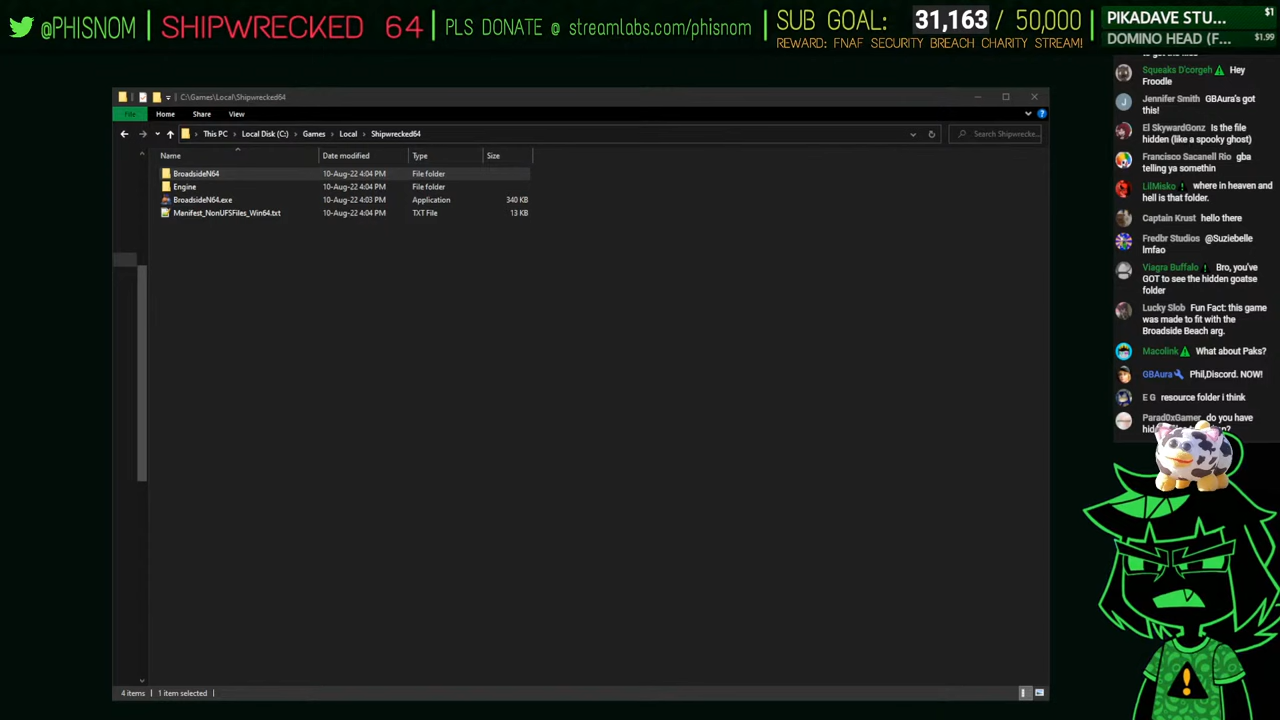 @PHISNOM
SHIPWRECKED 64
PLS DONATE @ streamlabs.com/phisnom
SUB GOAL: 31,163 / 50,000
REWARD: FNAF SECURITY BREACH CHARITY STREAM!
PIKADAVE STU... $1
DOMINO HEAD (F... $1.99
Squeaks D'corgeh Hey
Froodle
Jennifer Smith GBAura's got
this!
El SkywardGonz Is the file
hidden (like a spooky ghost)
Francisco Sacanell Rio gba
telling ya somethin
LilMisko where in heaven and
hell is that folder.
Captain Krust hello there
Fredbr Studios @Suziebelle
lmfao
Viagra Buffalo Bro, you've
GOT to see the hidden goatse
folder
Lucky Slob Fun Fact: this game
was made to fit with the
Broadside Beach arg.
Macolink What about Paks?
GBAura Phil,Discord. NOW!
E G resource folder i think
Parad0xGamer do you have
C:\Games\Local\Shipwrecked64
File Home Share View
This PC Local Disk (C:) Games Local Shipwrecked64
Search Shipwrecke...
Name Date modified Type Size
BroadsideN64 10-Aug-22 4:04 PM File folder
Engine 10-Aug-22 4:04 PM File folder
BroadsideN64.exe 10-Aug-22 4:03 PM Application 340 KB
Manifest_NonUFSFiles_Win64.txt 10-Aug-22 4:04 PM TXT File 13 KB
4 items 1 item selected